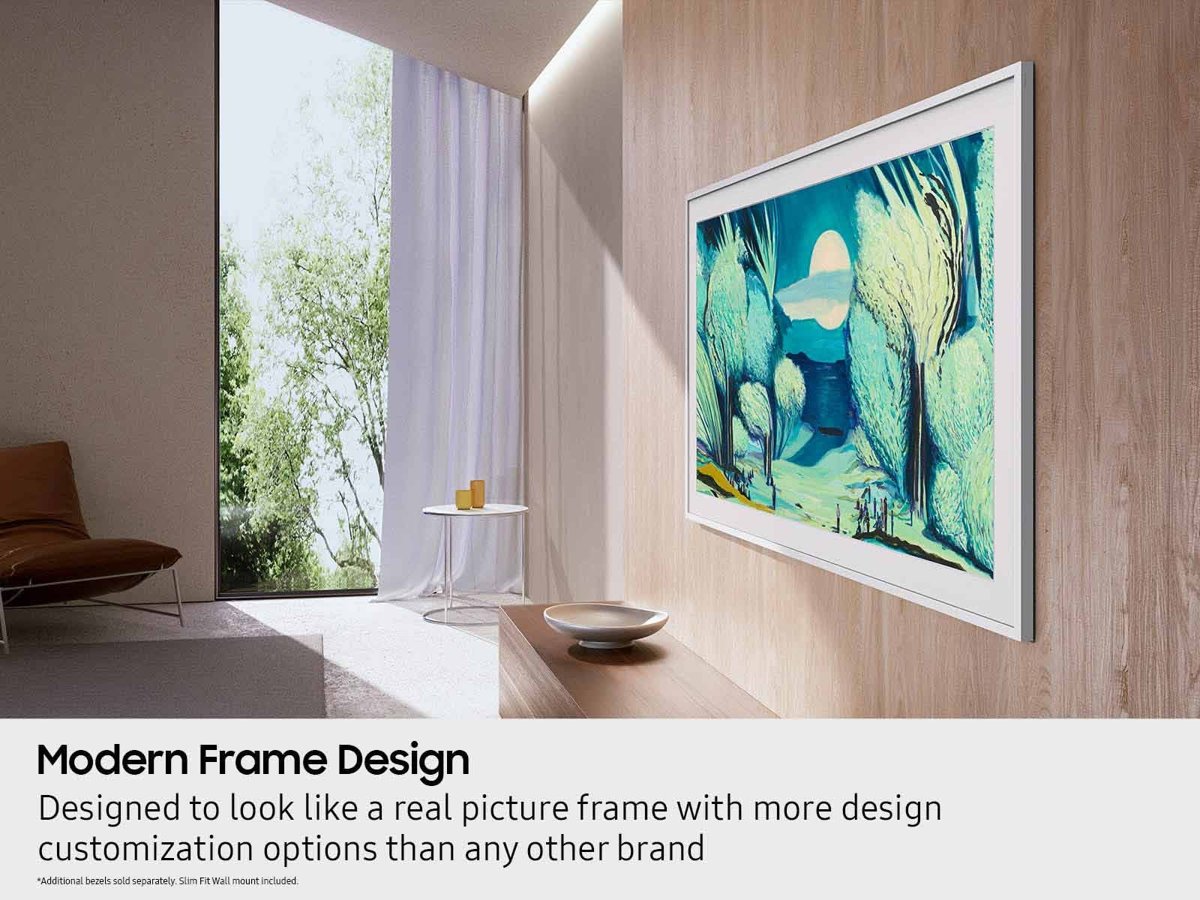 Modern Frame Design
Designed to look like a real picture frame with more design
customization options than any other brand
*Additional bezels sold separately. Slim Fit Wall mount included.